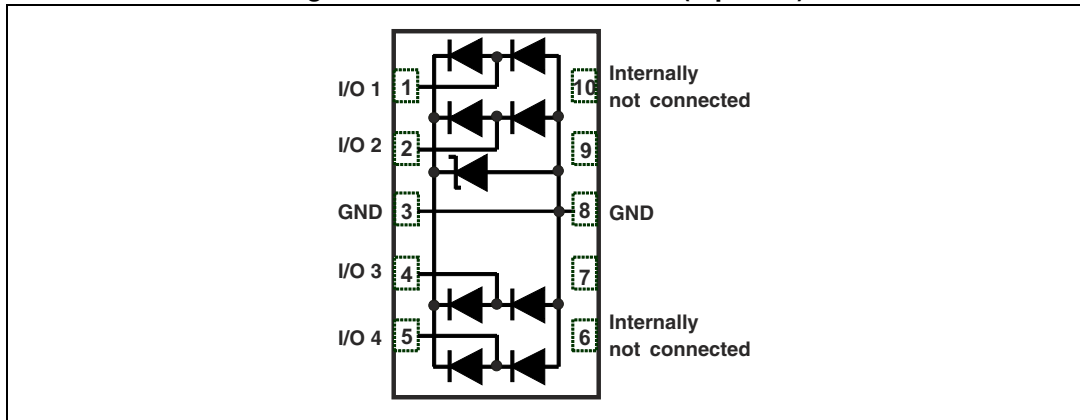 I/O 1
1
10
Internally
not connected
I/O 2
2
9
GND
3
8
GND
I/O 3
4
7
I/O 4
5
6
Internally
not connected